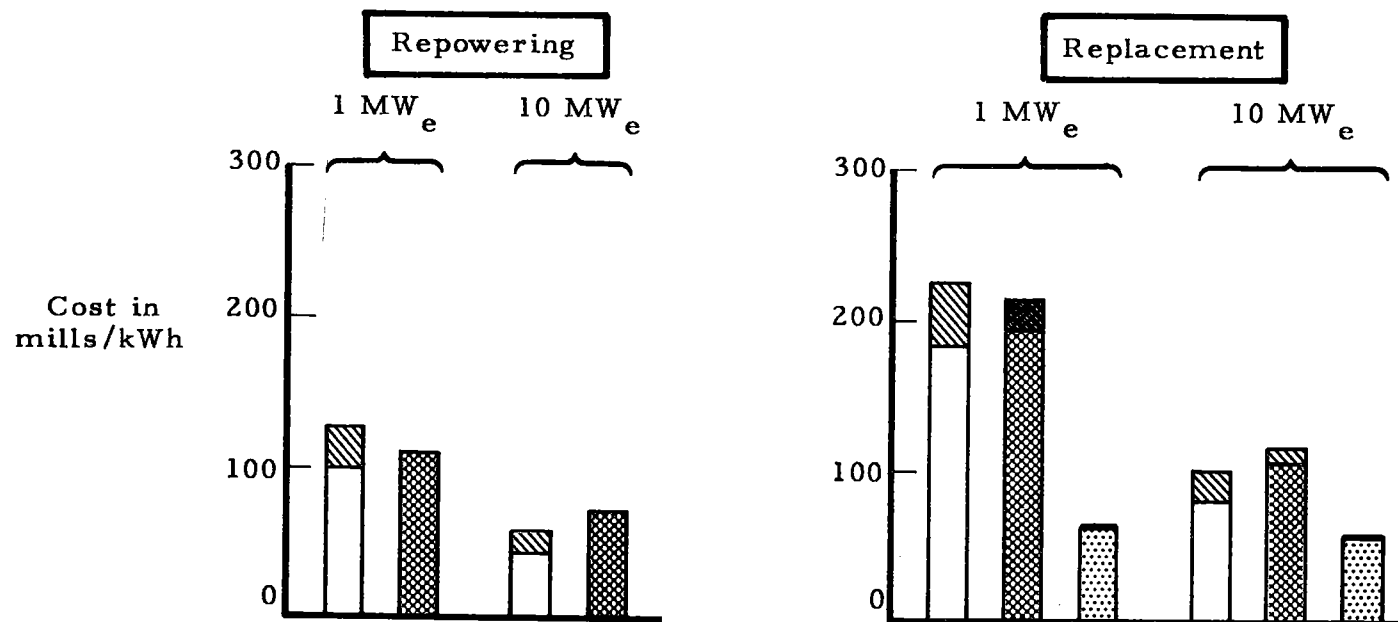 Repowering
Replacement
1 MWe
10 MWe
1 MWe
10 MWe
300
200
100
0
Cost in
mills/kWh
300
200
100
0